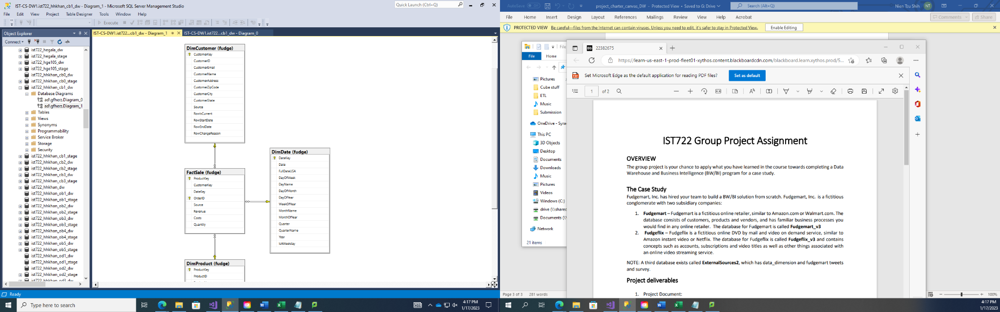 IST-CS-DW1.ist722_hhkhan_cb1_dw - Diagram_1 - Microsoft SQL Server Management Studio
Quick Launch (Ctrl+Q)
File Edit View Project Table Designer Tools Window Help
Execute
Object Explorer
Connect
ist722_hegala_dw
ist722_hegala_stage
ist722_hge105_dw
ist722_hge105_stage
ist722_hhkhan_cb0_dw
ist722_hhkhan_cb0_stage
ist722_hhkhan_cb1_dw
Database Diagrams
ad\gfherz.Diagram_0
ad\gfherz.Diagram_1
Tables
Views
Synonyms
Programmability
Service Broker
Storage
Security
ist722_hhkhan_cb1_stage
ist722_hhkhan_cb2_dw
ist722_hhkhan_cb2_stage
ist722_hhkhan_cb3_dw
ist722_hhkhan_cb3_stage
ist722_hhkhan_dw
ist722_hhkhan_ob1_dw
ist722_hhkhan_ob1_stage
ist722_hhkhan_ob2_dw
ist722_hhkhan_ob2_stage
ist722_hhkhan_ob3_dw
ist722_hhkhan_ob3_stage
ist722_hhkhan_ob4_dw
ist722_hhkhan_ob4_stage
ist722_hhkhan_ob5_dw
ist722_hhkhan_ob5_stage
ist722_hhkhan_od1_dw
ist722_hhkhan_od1_stage
ist722_hhkhan_od2_dw
ist722_hhkhan_od2_stage
ist722_hhkhan_od3_dw
IST-CS-DW1.ist722...cb1_dw - Diagram_1
IST-CS-DW1.ist722...cb1_dw - Diagram_0
DimCustomer (fudge)
CustomerKey
CustomerID
CustomerEmail
CustomerName
CustomerAddress
CustomerZipCode
CustomerCity
CustomerState
Source
RowIsCurrent
RowStartDate
RowEndDate
RowChangeReason
FactSale (fudge)
ProductKey
CustomerKey
DateKey
OrderID
Source
Revenue
Costs
Quantity
DimDate (fudge)
DateKey
Date
FullDateUSA
DayOfWeek
DayName
DayOfMonth
DayOfYear
WeekOfYear
MonthName
MonthOfYear
Quarter
QuarterName
Year
IsAWeekday
DimProduct (fudge)
ProductKey
ProductID
Ready
Type here to search
4:17 PM
1/17/2023
AutoSave Off
project_charter_canvas_DW - Protected View • Saved to G: Drive
Search (Alt+Q)
Nien Tzu Shih NT
File Home Insert Design Layout References Mailings Review View Help Acrobat
Comments Share
PROTECTED VIEW Be careful—files from the Internet can contain viruses. Unless you need to edit, it's safer to stay in Protected View. Enable Editing
File
File Home
Pictures
Cube stuff
ETL
Music
Submission
OneDrive - Syra
This PC
3D Objects
Desktop
Documents
Downloads
Music
Pictures
Videos
Windows (C:)
drive (\\shared
Documents (\\
Network
21 items
Bb 22382675
https://learn-us-east-1-prod-fleet01-xythos.content.blackboardcdn.com/blackboard.learn.xythos.prod/5...
PDF Set Microsoft Edge as the default application for reading PDF files? Set as default
1 of 2
IST722 Group Project Assignment
OVERVIEW
The group project is your chance to apply what you have learned in the course towards completing a Data
Warehouse and Business Intelligence (BW/BI) program for a case study.
The Case Study
Fudgemart, Inc. has hired your team to build a BW/BI solution from scratch. Fudgemart, Inc. is a fictitious
conglomerate with two subsidiary companies:
1. Fudgemart – Fudgemart is a fictitious online retailer, similar to Amazon.com or Walmart.com. The
database consists of customers, products and vendors, and has familiar business processes you
would find in any online retailer. The database for Fudgemart is called Fudgemart_v3
2. Fudgeflix – Fudgeflix is a fictitious online DVD by mail and video on demand service, similar to
Amazon instant video or Netflix. The database for Fudgeflix is called Fudgeflix_v3 and contains
concepts such as accounts, subscriptions and video titles as well as other things associated with
an online video streaming service.
NOTE: A third database exists called ExternalSources2, which has data_dimension and fudgemart tweets
and survey.
Project deliverables
1. Project Document:
Page 3 of 3 281 words
100%
4:17 PM
1/17/2023